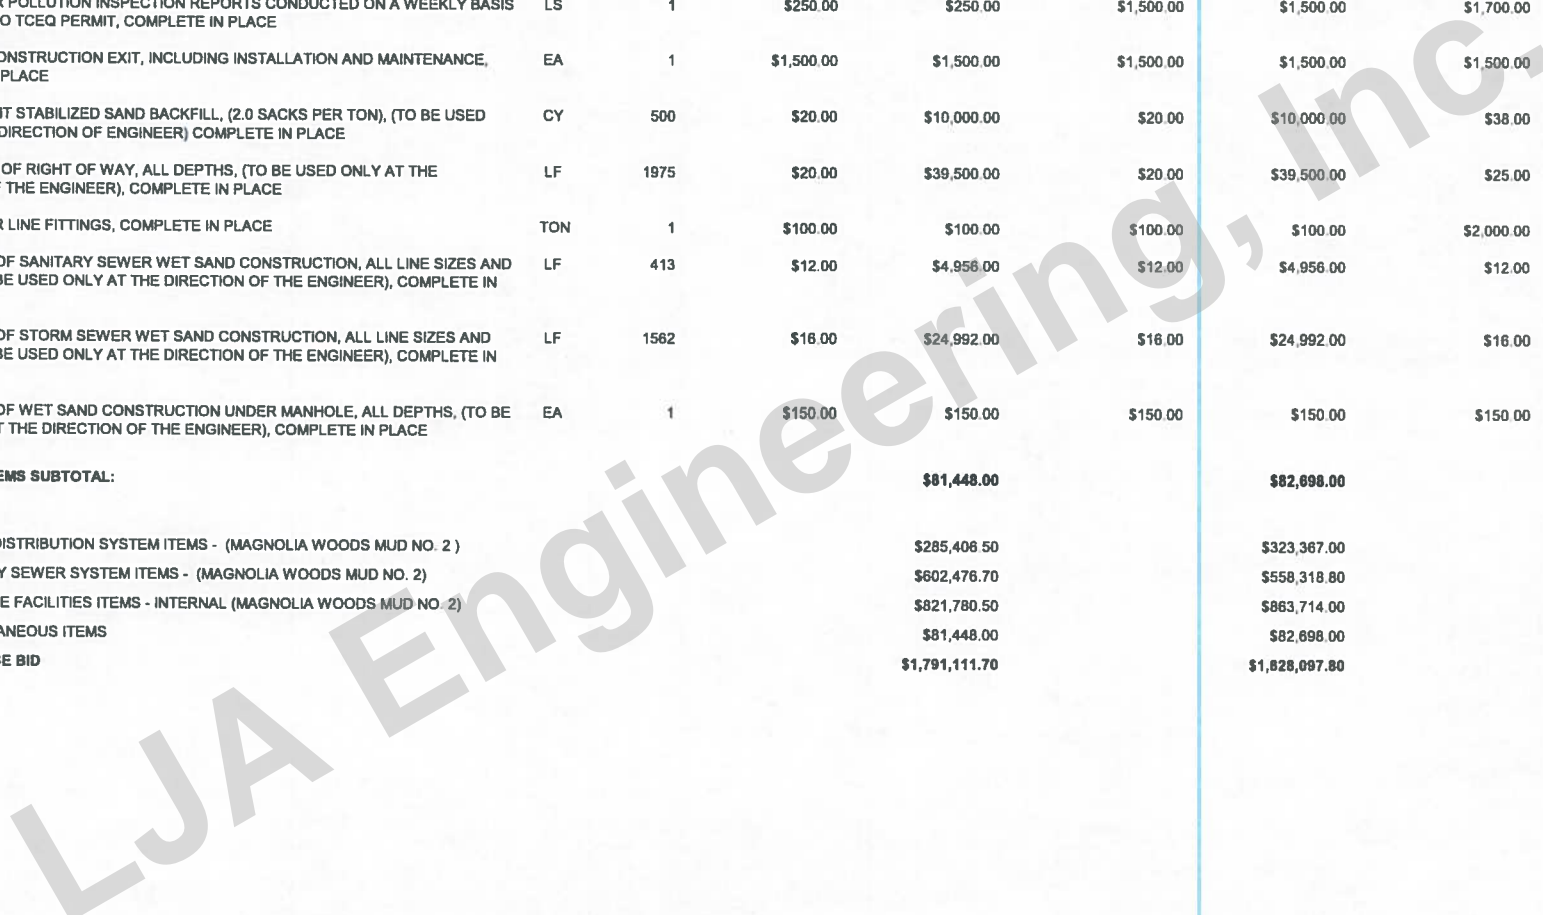 POLLUTION INSPECTION REPORTS CONDUCTED ON A WEEKLY BASIS LS 1 $250.00 $250.00 $1,500.00 $1,500.00 $1,700.00
O TCEQ PERMIT, COMPLETE IN PLACE
ONSTRUCTION EXIT, INCLUDING INSTALLATION AND MAINTENANCE, EA 1 $1,500.00 $1,500.00 $1,500.00 $1,500.00 $1,500.00
PLACE
T STABILIZED SAND BACKFILL, (2.0 SACKS PER TON), (TO BE USED CY 500 $20.00 $10,000.00 $20.00 $10,000.00 $38.00
DIRECTION OF ENGINEER) COMPLETE IN PLACE
OF RIGHT OF WAY, ALL DEPTHS, (TO BE USED ONLY AT THE LF 1975 $20.00 $39,500.00 $20.00 $39,500.00 $25.00
THE ENGINEER), COMPLETE IN PLACE
R LINE FITTINGS, COMPLETE IN PLACE TON 1 $100.00 $100.00 $100.00 $100.00 $2,000.00
OF SANITARY SEWER WET SAND CONSTRUCTION, ALL LINE SIZES AND LF 413 $12.00 $4,956.00 $12.00 $4,956.00 $12.00
BE USED ONLY AT THE DIRECTION OF THE ENGINEER), COMPLETE IN
OF STORM SEWER WET SAND CONSTRUCTION, ALL LINE SIZES AND LF 1562 $16.00 $24,992.00 $16.00 $24,992.00 $16.00
BE USED ONLY AT THE DIRECTION OF THE ENGINEER), COMPLETE IN
OF WET SAND CONSTRUCTION UNDER MANHOLE, ALL DEPTHS, (TO BE EA 1 $150.00 $150.00 $150.00 $150.00 $150.00
T THE DIRECTION OF THE ENGINEER), COMPLETE IN PLACE
EMS SUBTOTAL: $81,448.00 $82,698.00
DISTRIBUTION SYSTEM ITEMS - (MAGNOLIA WOODS MUD NO. 2 ) $285,406.50 $323,367.00
Y SEWER SYSTEM ITEMS - (MAGNOLIA WOODS MUD NO. 2) $602,476.70 $558,318.80
E FACILITIES ITEMS - INTERNAL (MAGNOLIA WOODS MUD NO. 2) $821,780.50 $863,714.00
ANEOUS ITEMS $81,448.00 $82,698.00
E BID $1,791,111.70 $1,828,097.80
LJA Engineering, Inc.